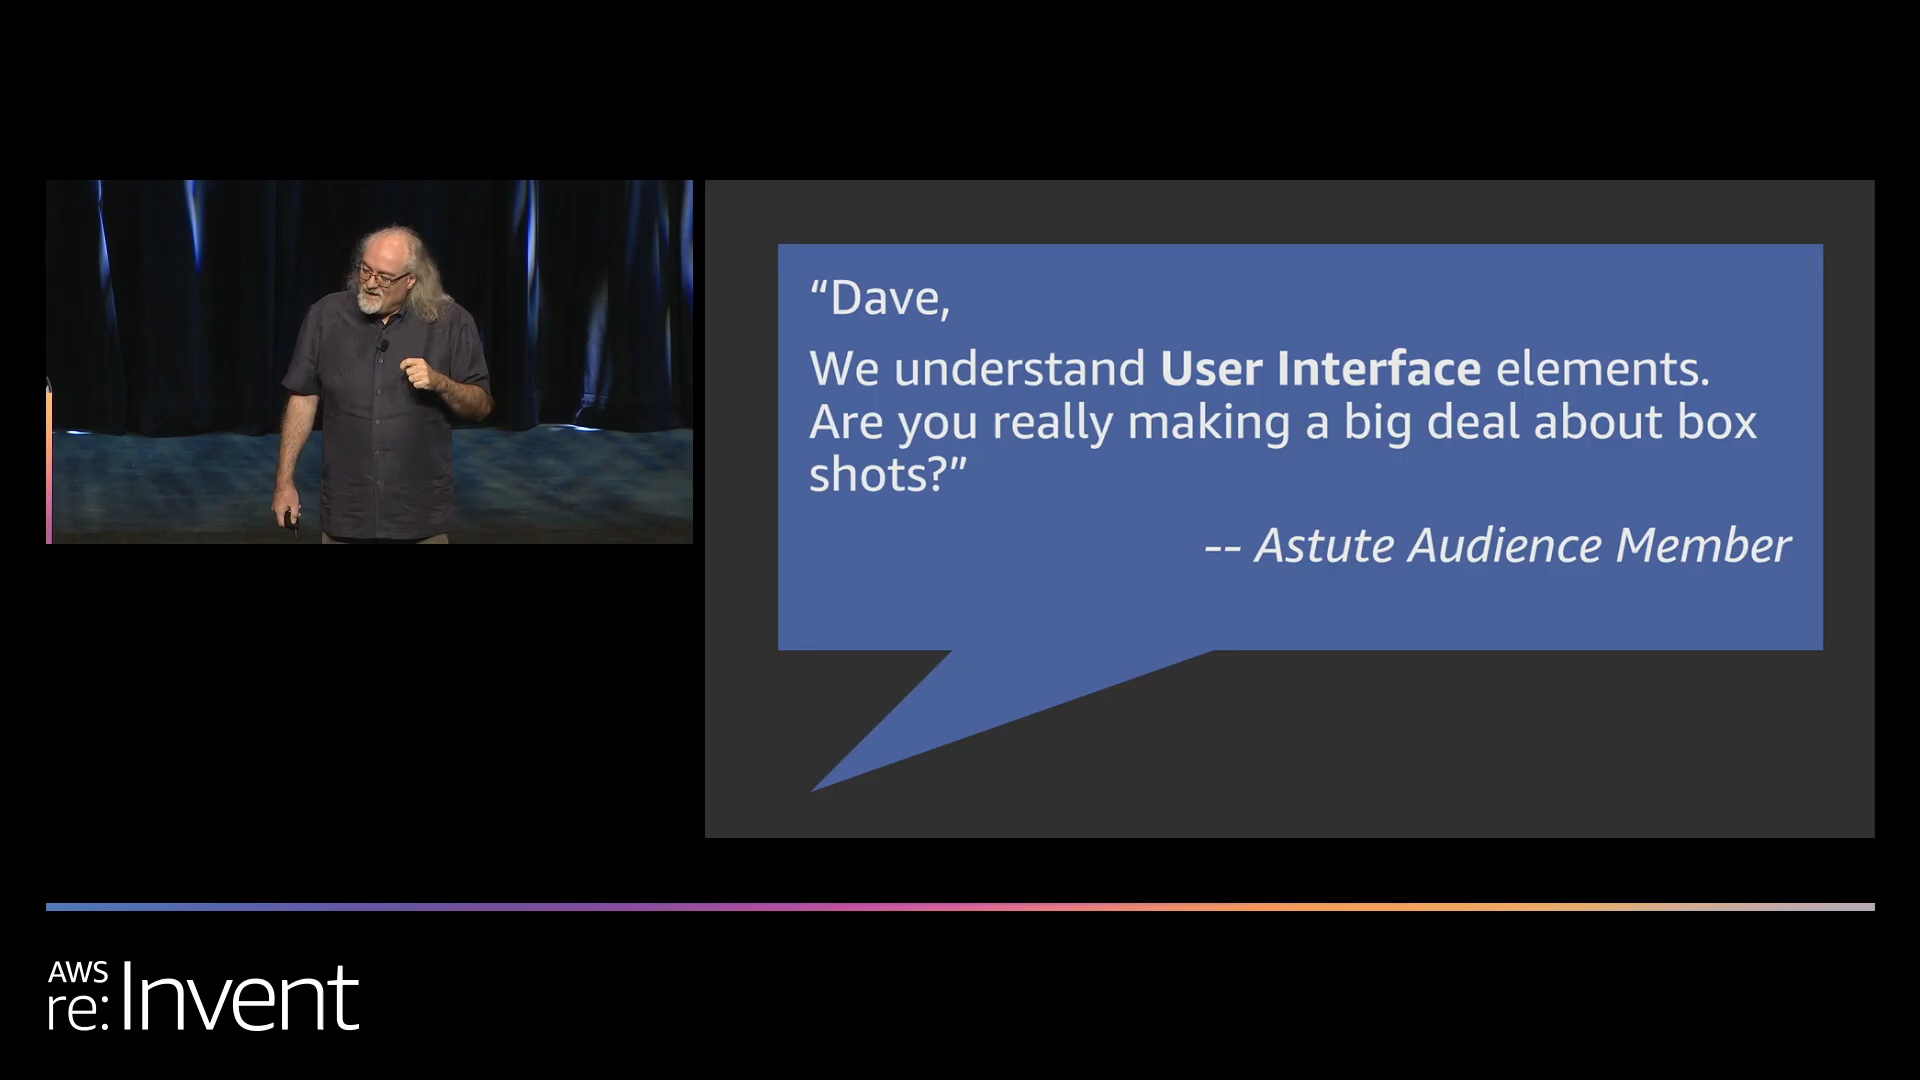 “Dave,
We understand User Interface elements.
Are you really making a big deal about box
shots?”
-- Astute Audience Member
AWS
re:Invent